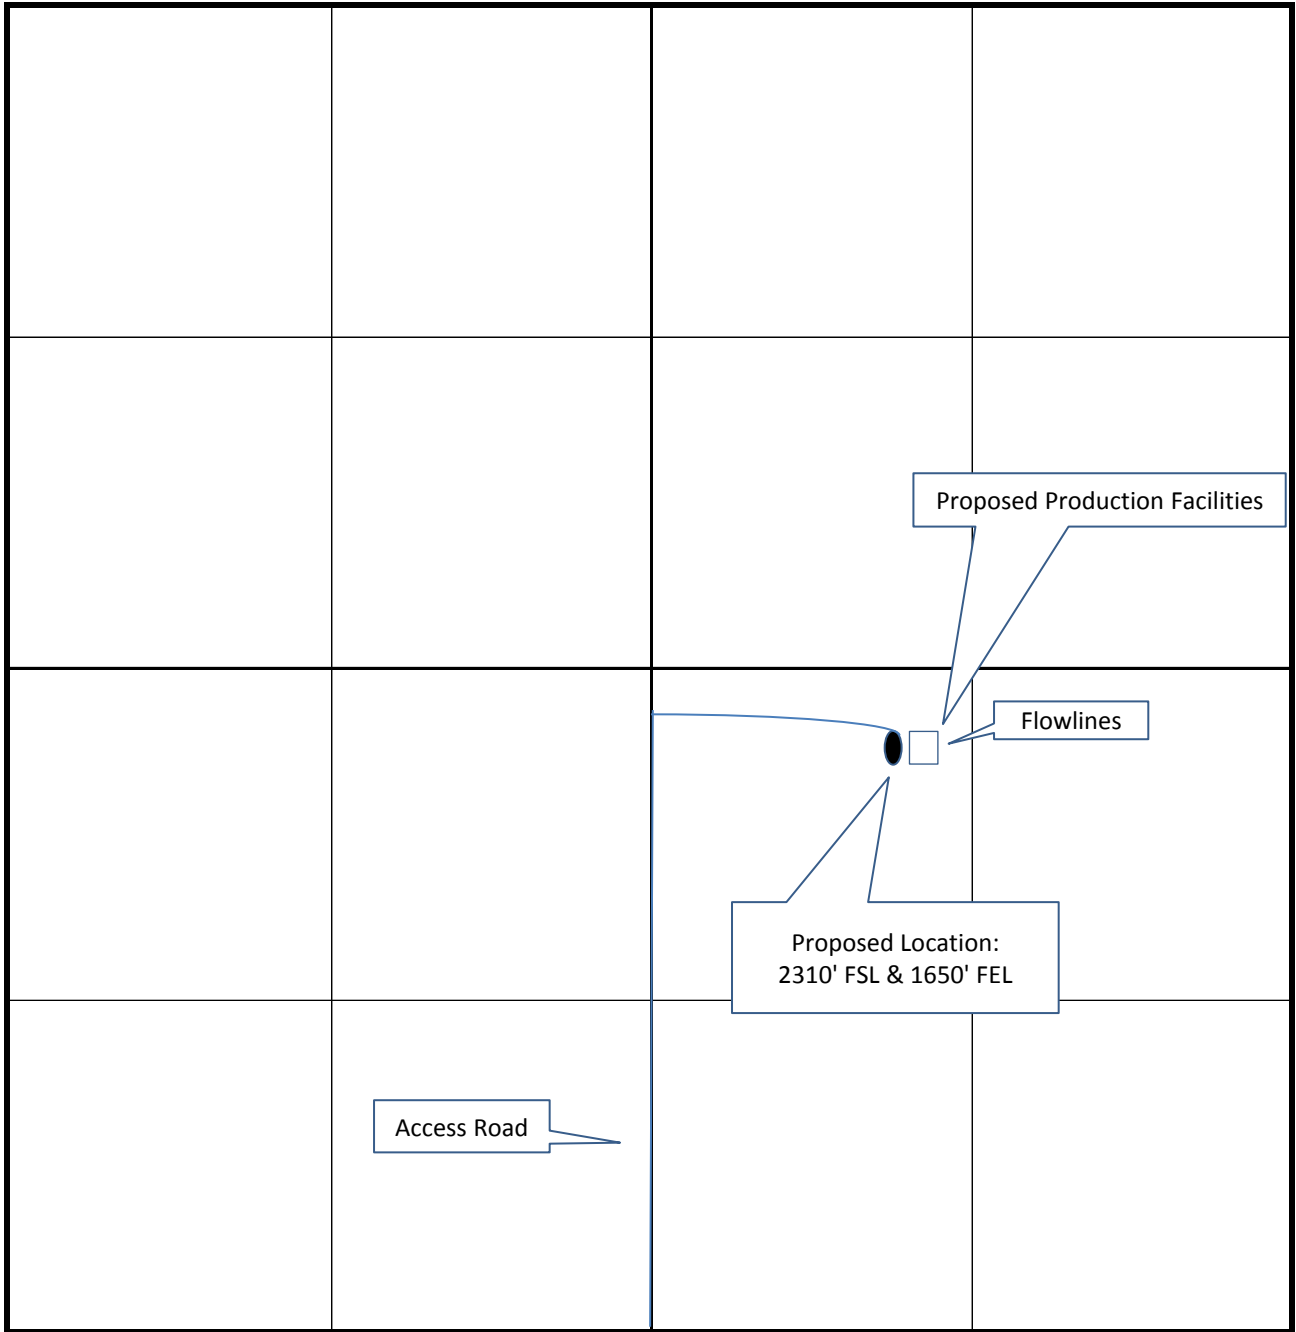 Proposed Production Facilities
Flowlines
Proposed Location:
2310' FSL & 1650' FEL
Access Road